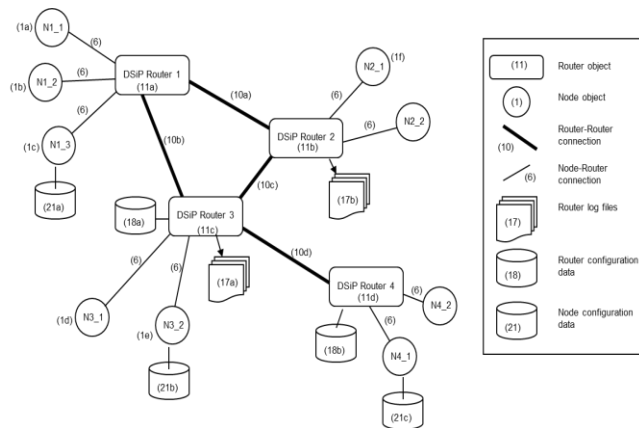 (1a)
N1_1
(6)
(1b)
N1_2
(6)
(6)
(1c)
N1_3
(21a)
DSiP Router 1
(11a)
(10a)
(10b)
(10c)
N2_1
(1f)
(6)
(6)
N2_2
DSiP Router 2
(11b)
(17b)
(18a)
DSiP Router 3
(11c)
(17a)
(10d)
(6)
(6)
(1d)
N3_1
(1e)
N3_2
(21b)
DSiP Router 4
(11d)
(6)
N4_2
(18b)
(6)
N4_1
(21c)
(11)
Router object
(1)
Node object
(10)
Router-Router
connection
(6)
Node-Router
connection
(17)
Router log files
(18)
Router configuration
data
(21)
Node configuration
data